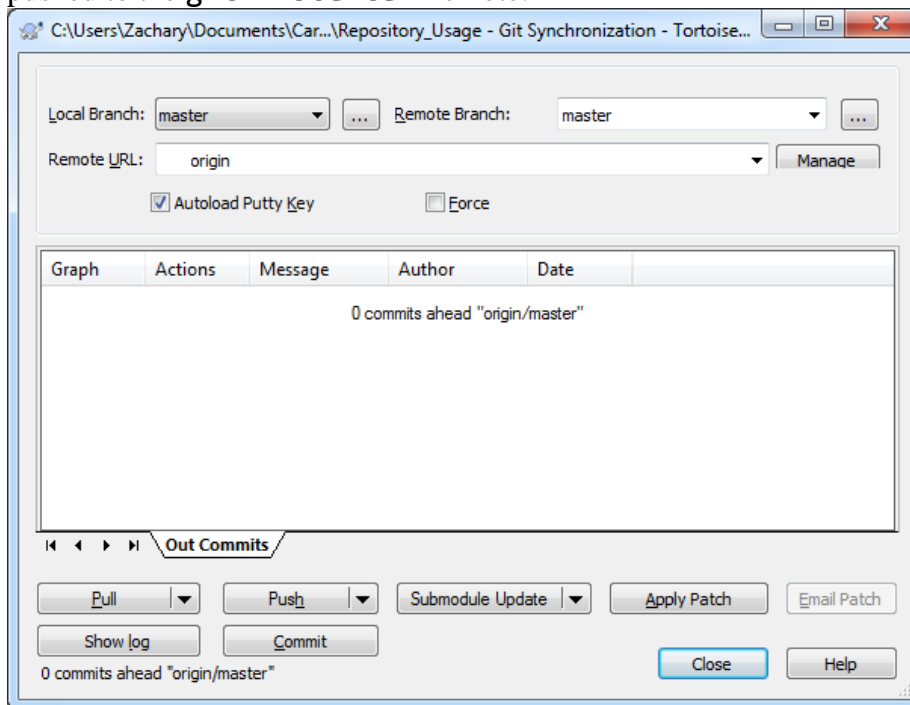 C:\Users\Zachary\Documents\Car...\Repository_Usage - Git Synchronization - Tortoise...
Local Branch: master ... Remote Branch: master ...
Remote URL: origin Manage
Autoload Putty Key Force
Graph Actions Message Author Date
0 commits ahead "origin/master"
Out Commits
Pull Push Submodule Update Apply Patch Email Patch
Show log Commit
Close Help
0 commits ahead "origin/master"